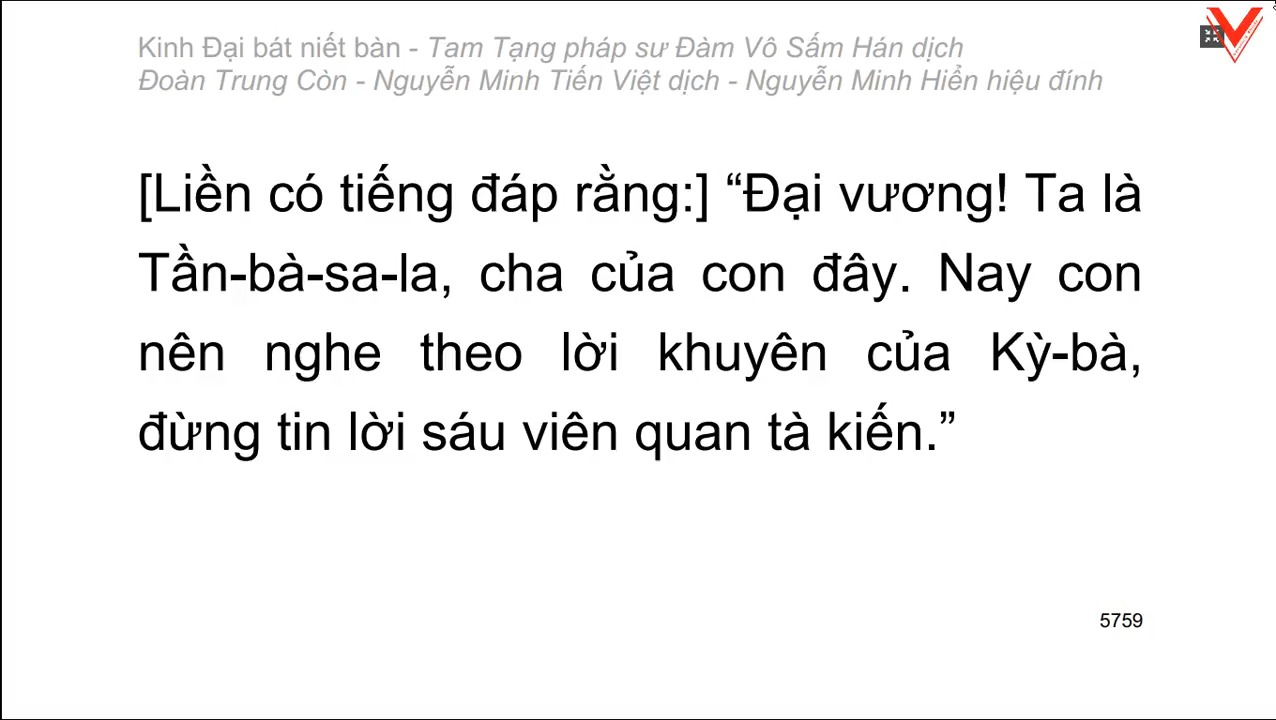 Kinh Đại bát niết bàn - Tam Tạng pháp sư Đàm Vô Sấm Hán dịch
Đoàn Trung Còn - Nguyễn Minh Tiến Việt dịch - Nguyễn Minh Hiển hiệu đính
[Liền có tiếng đáp rằng:] “Đại vương! Ta là
Tần-bà-sa-la, cha của con đây. Nay con
nên nghe theo lời khuyên của Kỳ-bà,
đừng tin lời sáu viên quan tà kiến.”
5759